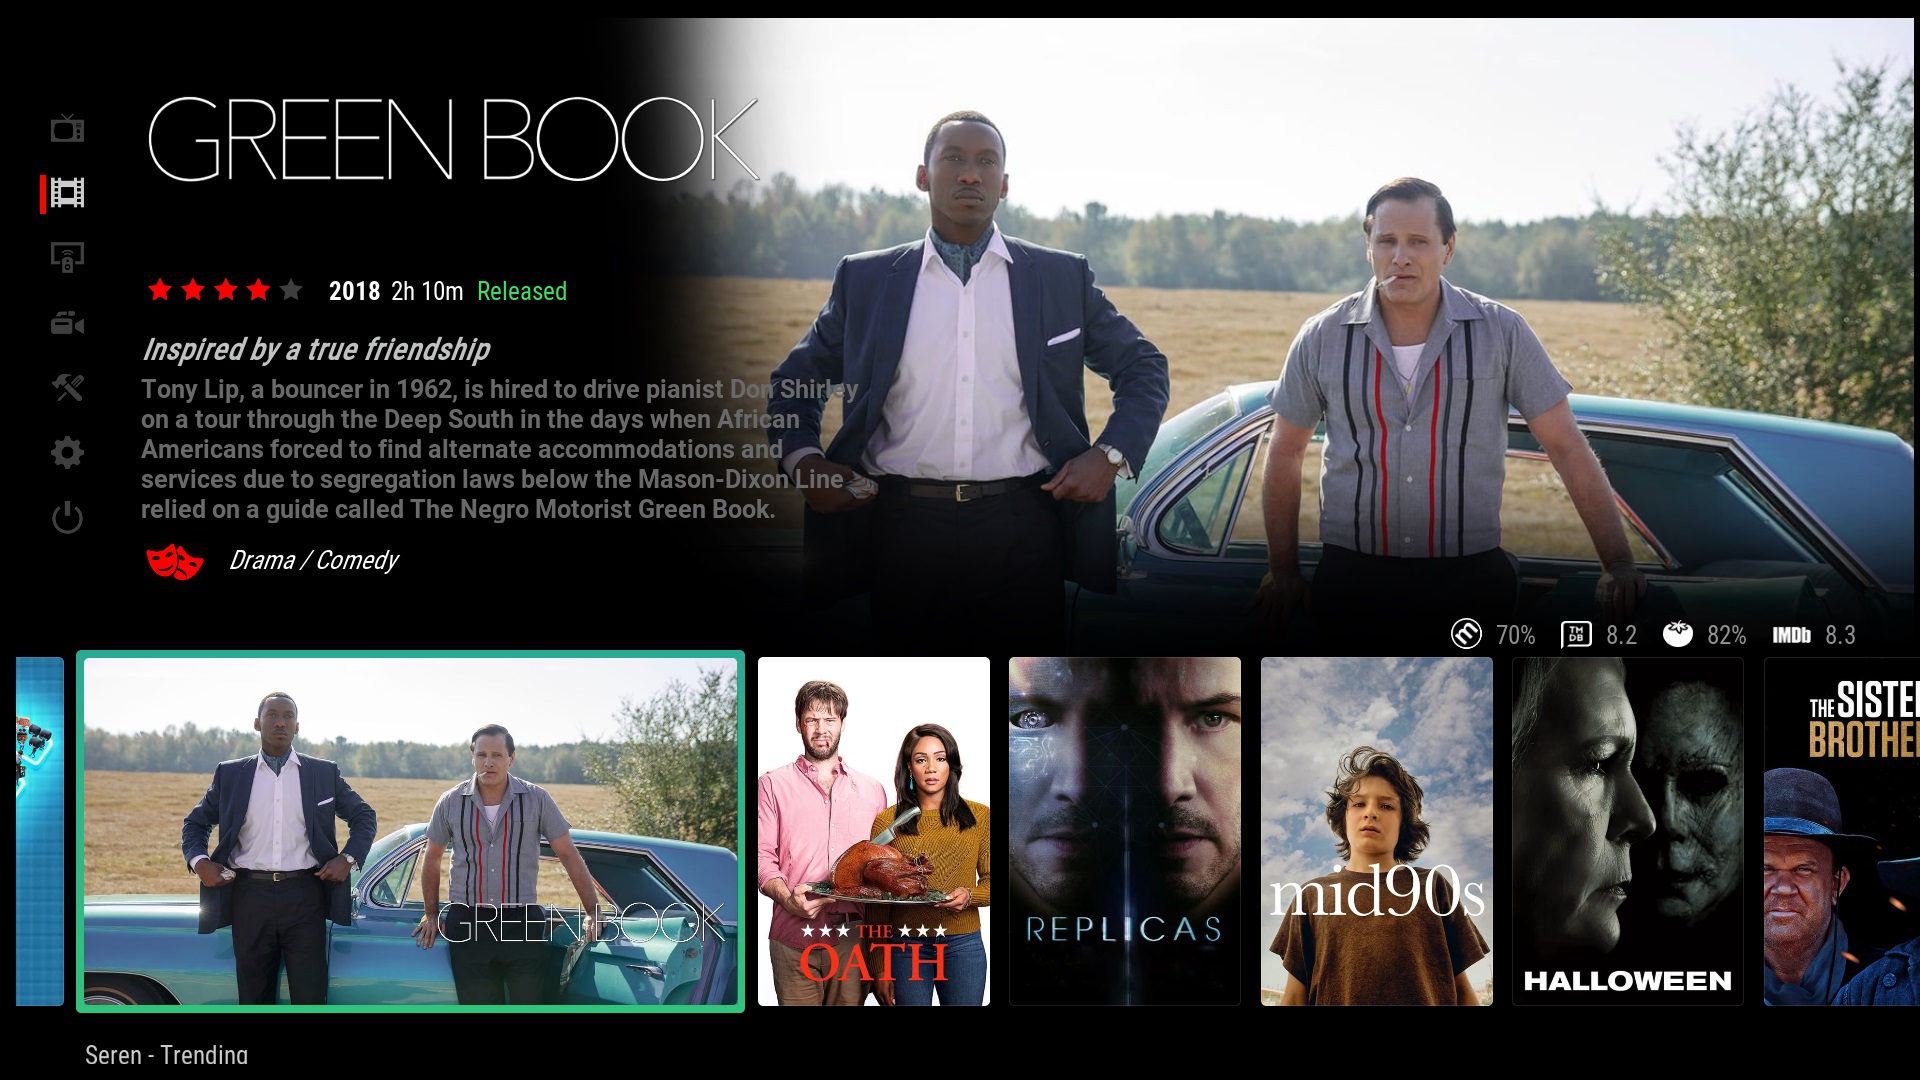 GREEN BOOK
2018 2h 10m Released
Inspired by a true friendship
Tony Lip, a bouncer in 1962, is hired to drive pianist Don Shirley
on a tour through the Deep South in the days when African
Americans forced to find alternate accommodations and
services due to segregation laws below the Mason-Dixon Line
relied on a guide called The Negro Motorist Green Book.
Drama / Comedy
m 70% TMDB 8.2 82% IMDb 8.3
GREEN BOOK
THE
OATH
REPLICAS
mid90s
HALLOWEEN
THE SISTE
BROTHE
Seren - Trending